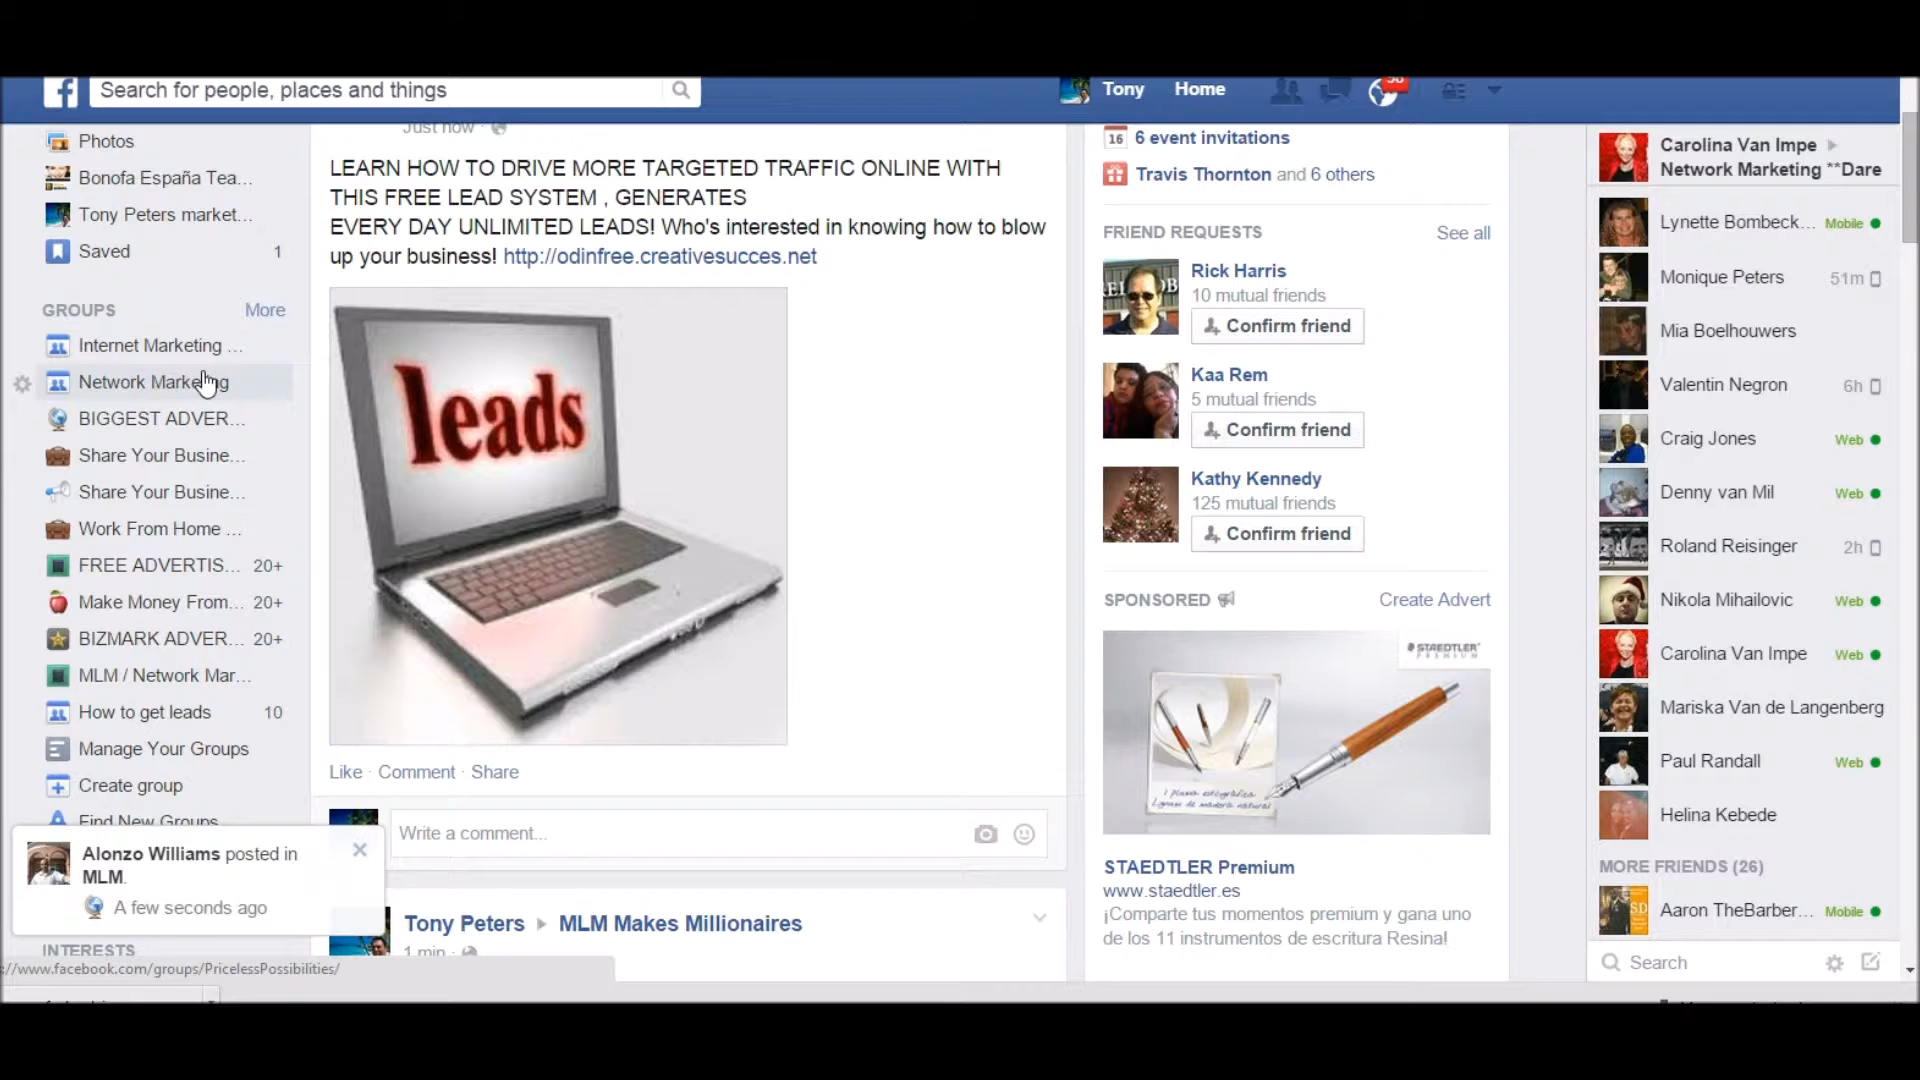 Search for people, places and things
Tony
Home
Photos
Bonofa España Tea...
Tony Peters market...
Saved 1
GROUPS More
Internet Marketing ...
Network Marketing
BIGGEST ADVER...
Share Your Busine...
Share Your Busine...
Work From Home ...
FREE ADVERTIS... 20+
Make Money From... 20+
BIZMARK ADVER... 20+
MLM / Network Mar...
How to get leads 10
Manage Your Groups
Create group
Find New Groups
Alonzo Williams posted in
MLM.
A few seconds ago
INTERESTS
://www.facebook.com/groups/PricelessPossibilities/
Just now ·
LEARN HOW TO DRIVE MORE TARGETED TRAFFIC ONLINE WITH
THIS FREE LEAD SYSTEM , GENERATES
EVERY DAY UNLIMITED LEADS! Who's interested in knowing how to blow
up your business! http://odinfree.creativesucces.net
leads
Like · Comment · Share
Write a comment...
Tony Peters ▸ MLM Makes Millionaires
1 min ·
16 6 event invitations
Travis Thornton and 6 others
FRIEND REQUESTS See all
Rick Harris
10 mutual friends
Confirm friend
Kaa Rem
5 mutual friends
Confirm friend
Kathy Kennedy
125 mutual friends
Confirm friend
SPONSORED Create Advert
STAEDTLER
PREMIUM
1 pluma estilográfica
Lignum de madera natural
STAEDTLER Premium
www.staedtler.es
¡Comparte tus momentos premium y gana uno
de los 11 instrumentos de escritura Resina!
Carolina Van Impe ▸
Network Marketing **Dare
Lynette Bombeck... Mobile
Monique Peters 51m
Mia Boelhouwers
Valentin Negron 6h
Craig Jones Web
Denny van Mil Web
Roland Reisinger 2h
Nikola Mihailovic Web
Carolina Van Impe Web
Mariska Van de Langenberg
Paul Randall Web
Helina Kebede
MORE FRIENDS (26)
Aaron TheBarber... Mobile
Search